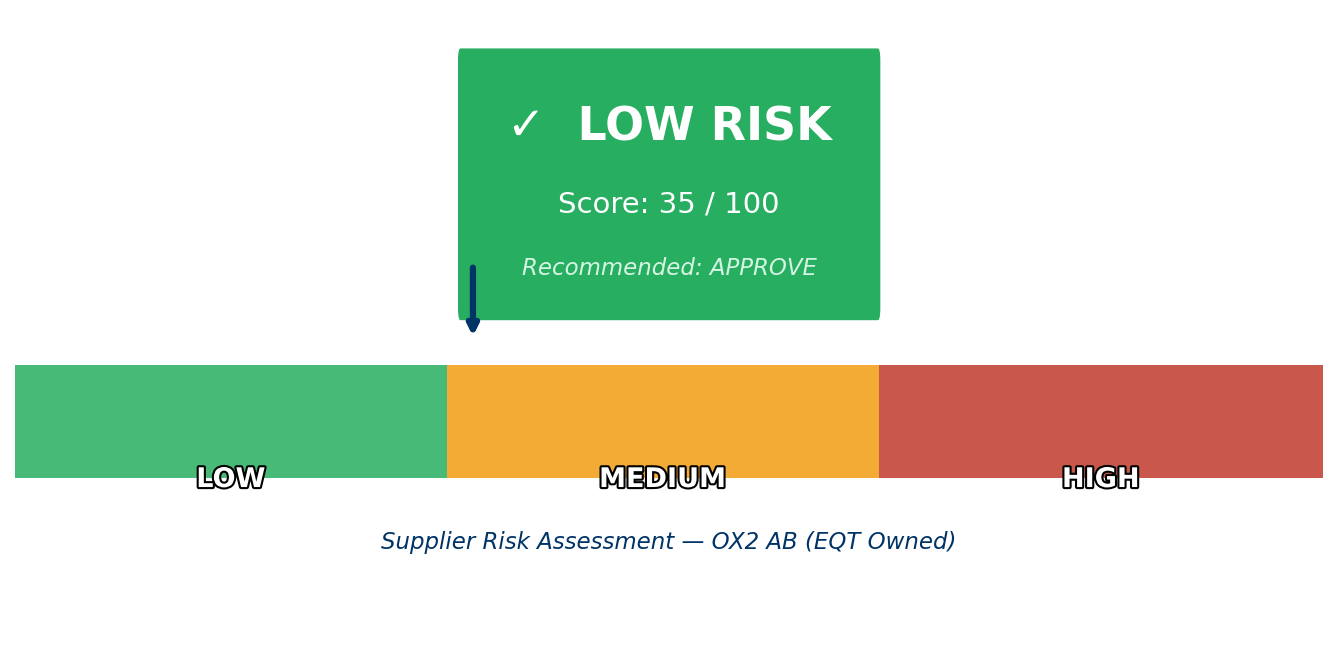 ✓ LOW RISK
Score: 35 / 100
Recommended: APPROVE
LOW
MEDIUM
HIGH
Supplier Risk Assessment — OX2 AB (EQT Owned)